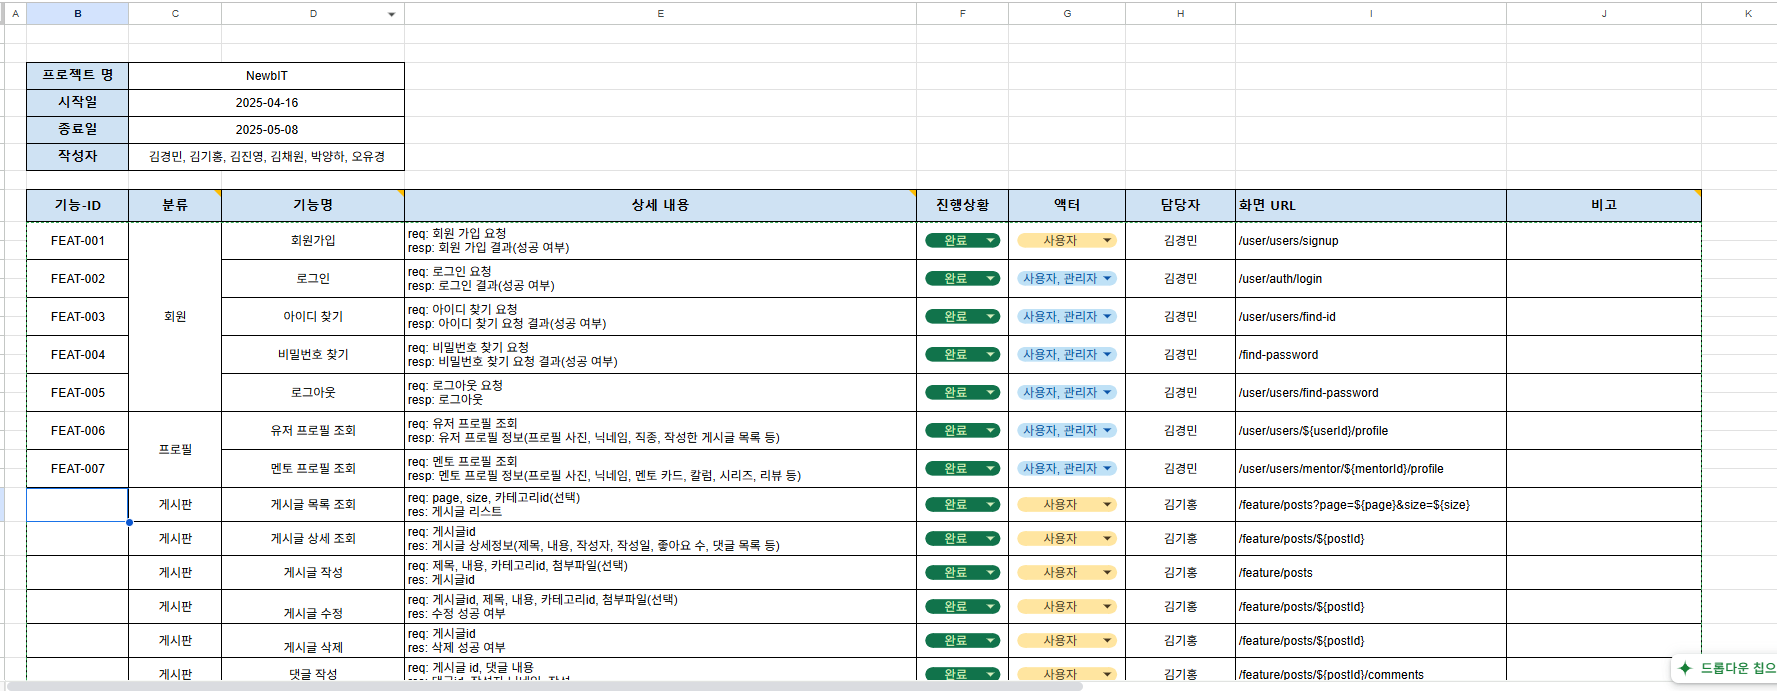 A B C D E F G H I J K
프로젝트 명 NewbIT
시작일 2025-04-16
종료일 2025-05-08
작성자 김경민, 김기홍, 김진영, 김채원, 박양하, 오유경
기능-ID 분류 기능명 상세 내용 진행상황 액터 담당자 화면 URL 비고
FEAT-001 회원가입 req: 회원 가입 요청
resp: 회원 가입 결과(성공 여부) 완료 사용자 김경민 /user/users/signup
FEAT-002 로그인 req: 로그인 요청
resp: 로그인 결과(성공 여부) 완료 사용자, 관리자 김경민 /user/auth/login
FEAT-003 회원 아이디 찾기 req: 아이디 찾기 요청
resp: 아이디 찾기 요청 결과(성공 여부) 완료 사용자, 관리자 김경민 /user/users/find-id
FEAT-004 비밀번호 찾기 req: 비밀번호 찾기 요청
resp: 비밀번호 찾기 요청 결과(성공 여부) 완료 사용자, 관리자 김경민 /find-password
FEAT-005 로그아웃 req: 로그아웃 요청
resp: 로그아웃 완료 사용자, 관리자 김경민 /user/users/find-password
FEAT-006 프로필 유저 프로필 조회 req: 유저 프로필 조회
resp: 유저 프로필 정보(프로필 사진, 닉네임, 직종, 작성한 게시글 목록 등) 완료 사용자, 관리자 김경민 /user/users/${userId}/profile
FEAT-007 멘토 프로필 조회 req: 멘토 프로필 조회
resp: 멘토 프로필 정보(프로필 사진, 닉네임, 멘토 카드, 칼럼, 시리즈, 리뷰 등) 완료 사용자, 관리자 김경민 /user/users/mentor/${mentorId}/profile
게시판 게시글 목록 조회 req: page, size, 카테고리id(선택)
res: 게시글 리스트 완료 사용자 김기홍 /feature/posts?page=${page}&size=${size}
게시판 게시글 상세 조회 req: 게시글id
res: 게시글 상세정보(제목, 내용, 작성자, 작성일, 좋아요 수, 댓글 목록 등) 완료 사용자 김기홍 /feature/posts/${postId}
게시판 게시글 작성 req: 제목, 내용, 카테고리id, 첨부파일(선택)
res: 게시글id 완료 사용자 김기홍 /feature/posts
게시판 게시글 수정 req: 게시글id, 제목, 내용, 카테고리id, 첨부파일(선택)
res: 수정 성공 여부 완료 사용자 김기홍 /feature/posts/${postId}
게시판 게시글 삭제 req: 게시글id
res: 삭제 성공 여부 완료 사용자 김기홍 /feature/posts/${postId}
게시판 댓글 작성 req: 게시글 id, 댓글 내용
완료 사용자 김기홍 /feature/posts/${postId}/comments
드롭다운 칩으